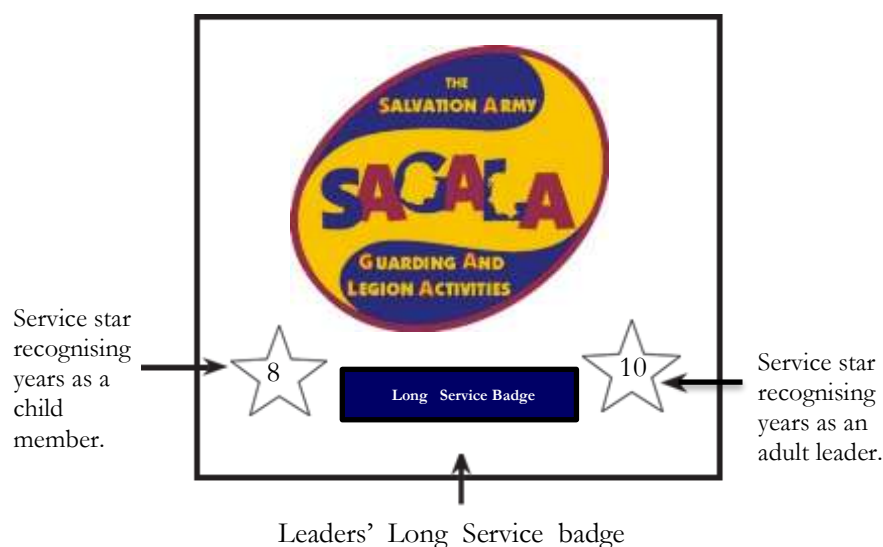 THE
SALVATION ARMY
SAGALA
GUARDING AND
LEGION ACTIVITIES
Service star
recognising
years as a
child
member.
8
Long Service Badge
10
Service star
recognising
years as an
adult leader.
Leaders' Long Service badge